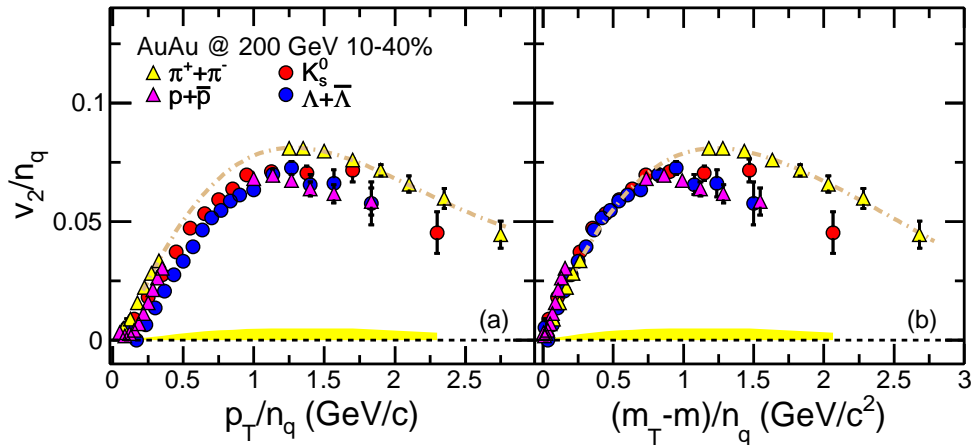 AuAu @ 200 GeV 10-40%
π⁺+π⁻ K⁰ₛ
p+p̅ Λ+Λ̅
v₂/n_q
0.1
0.05
0
(a) (b)
0 0.5 1 1.5 2 2.5 0 0.5 1 1.5 2 2.5 3
p_T/n_q (GeV/c) (m_T-m)/n_q (GeV/c²)